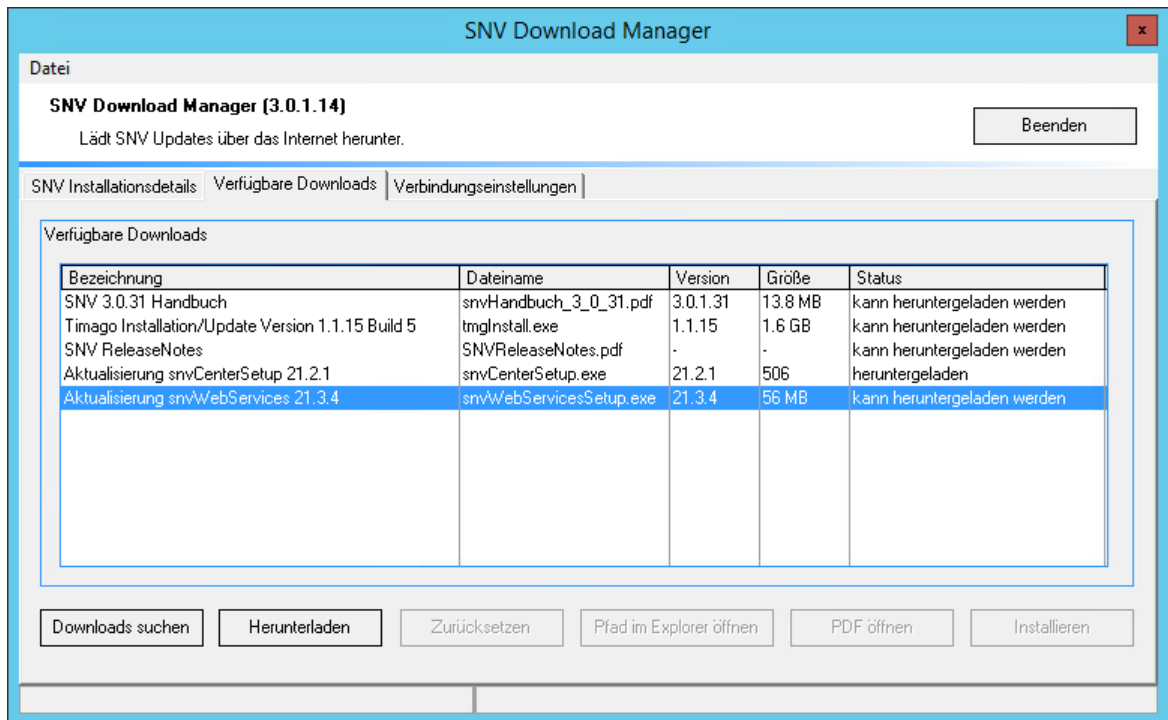 SNV Download Manager
x
Datei
SNV Download Manager (3.0.1.14)
Lädt SNV Updates über das Internet herunter.
Beenden
SNV Installationsdetails Verfügbare Downloads Verbindungseinstellungen
Verfügbare Downloads
Bezeichnung Dateiname Version Größe Status
SNV 3.0.31 Handbuch snvHandbuch_3_0_31.pdf 3.0.1.31 13.8 MB kann heruntergeladen werden
Timago Installation/Update Version 1.1.15 Build 5 tmgInstall.exe 1.1.15 1.6 GB kann heruntergeladen werden
SNV ReleaseNotes SNVReleaseNotes.pdf - - kann heruntergeladen werden
Aktualisierung snvCenterSetup 21.2.1 snvCenterSetup.exe 21.2.1 506 heruntergeladen
Aktualisierung snvWebServices 21.3.4 snvWebServicesSetup.exe 21.3.4 56 MB kann heruntergeladen werden
Downloads suchen Herunterladen Zurücksetzen Pfad im Explorer öffnen PDF öffnen Installieren